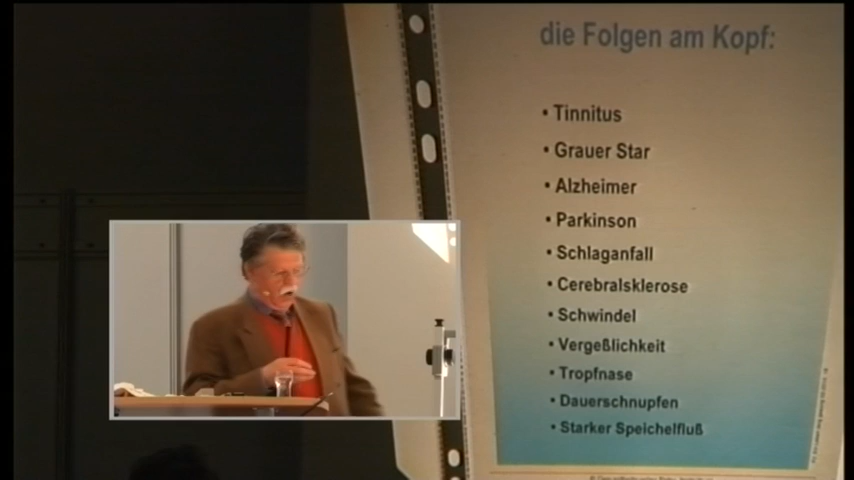 die Folgen am Kopf:
• Tinnitus
• Grauer Star
• Alzheimer
• Parkinson
• Schlaganfall
• Cerebralsklerose
• Schwindel
• Vergeßlichkeit
• Tropfnase
• Dauerschnupfen
• Starker Speichelfluß